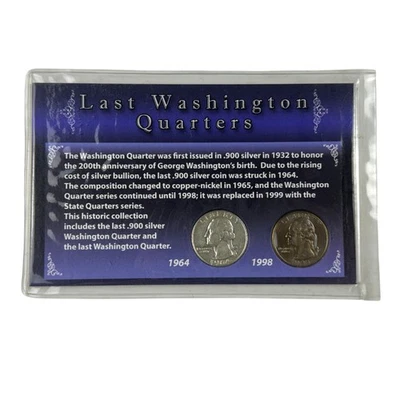 Last Washington
Quarters
The Washington Quarter was first issued in .900 silver in 1932 to honor
the 200th anniversary of George Washington's birth. Due to the rising
cost of silver bullion, the last .900 silver coin was struck in 1964.
The composition changed to copper-nickel in 1965, and the Washington
Quarter series continued until 1998; it was replaced in 1999 with the
State Quarters series.
This historic collection
includes the last .900 silver
Washington Quarter and
the last Washington Quarter.
1964
1998